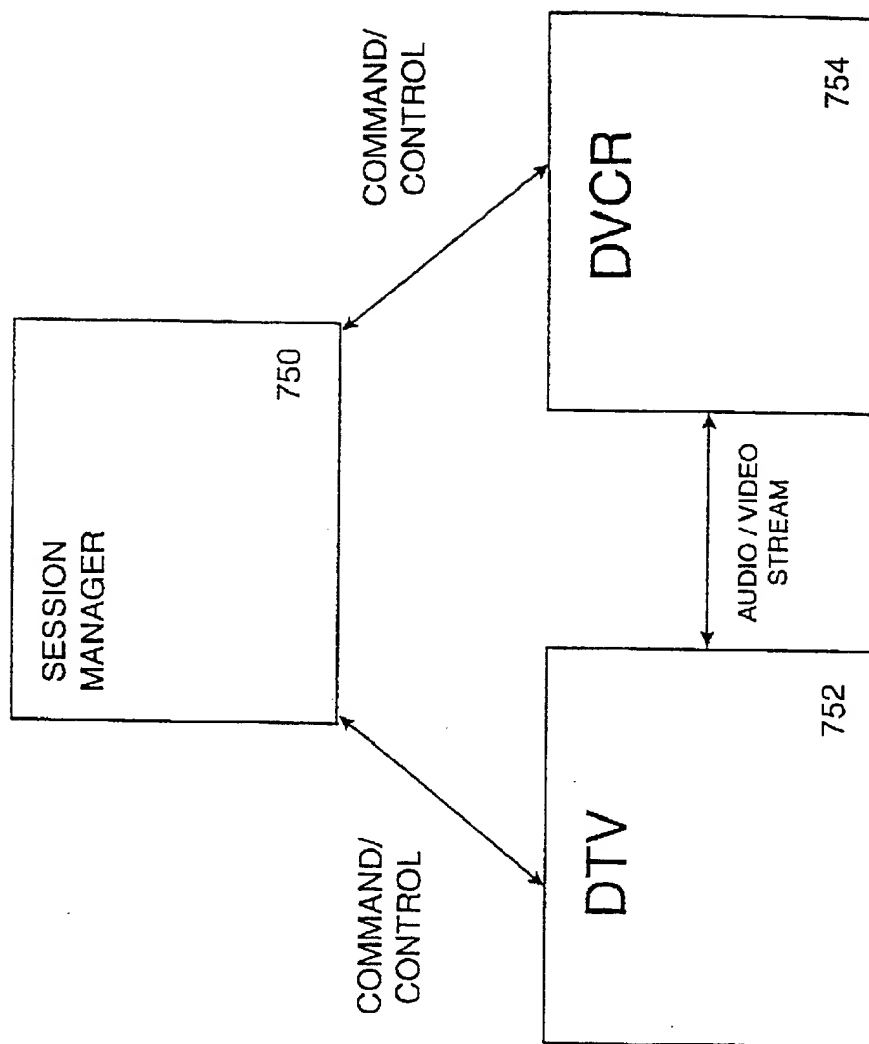 SESSION
MANAGER
750
COMMAND/
CONTROL
COMMAND/
CONTROL
DTV
752
AUDIO / VIDEO
STREAM
DVCR
754